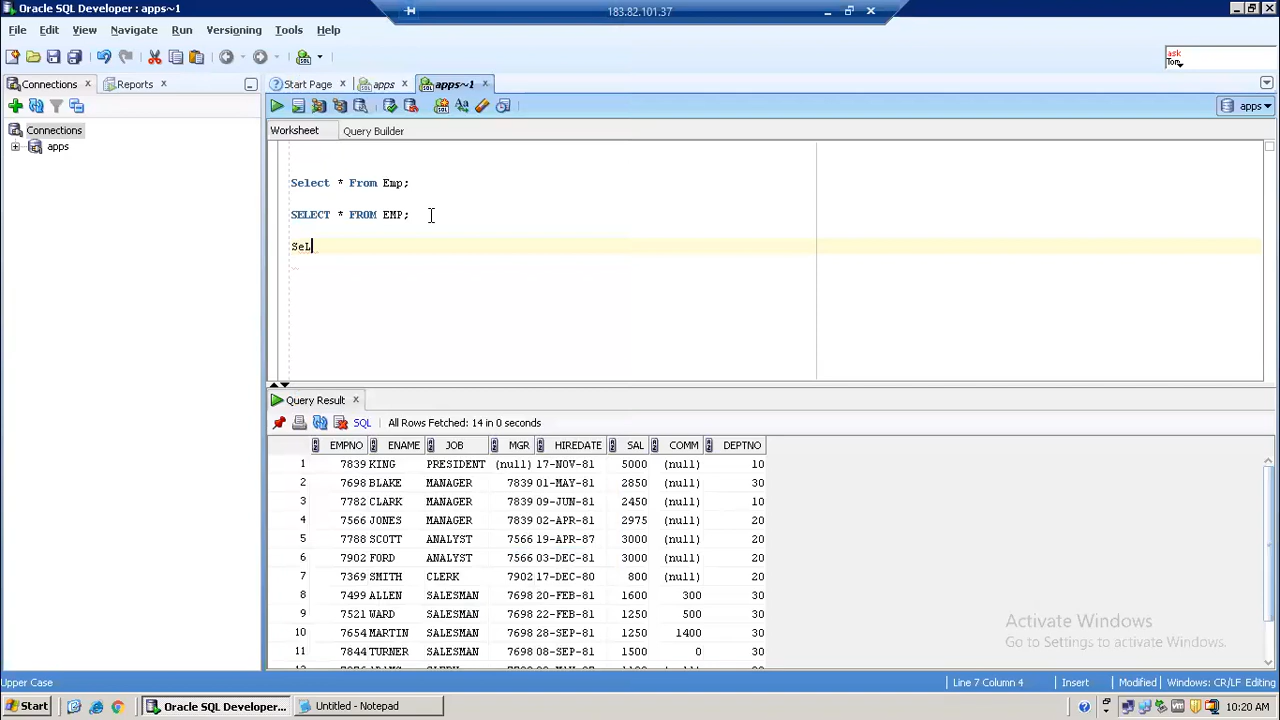 Oracle SQL Developer : apps~1
183.82.101.37
File Edit View Navigate Run Versioning Tools Help
ask
Tom
Connections Reports Start Page apps apps~1
apps
Connections
apps
Worksheet Query Builder
Select * From Emp;
SELECT * FROM EMP;
SeL
Query Result
SQL All Rows Fetched: 14 in 0 seconds
EMPNO ENAME JOB MGR HIREDATE SAL COMM DEPTNO
1 7839 KING PRESIDENT (null) 17-NOV-81 5000 (null) 10
2 7698 BLAKE MANAGER 7839 01-MAY-81 2850 (null) 30
3 7782 CLARK MANAGER 7839 09-JUN-81 2450 (null) 10
4 7566 JONES MANAGER 7839 02-APR-81 2975 (null) 20
5 7788 SCOTT ANALYST 7566 19-APR-87 3000 (null) 20
6 7902 FORD ANALYST 7566 03-DEC-81 3000 (null) 20
7 7369 SMITH CLERK 7902 17-DEC-80 800 (null) 20
8 7499 ALLEN SALESMAN 7698 20-FEB-81 1600 300 30
9 7521 WARD SALESMAN 7698 22-FEB-81 1250 500 30
10 7654 MARTIN SALESMAN 7698 28-SEP-81 1250 1400 30
11 7844 TURNER SALESMAN 7698 08-SEP-81 1500 0 30
Activate Windows
Go to Settings to activate Windows.
Upper Case Line 7 Column 4 Insert Modified Windows: CR/LF Editing
Start Oracle SQL Developer... Untitled - Notepad 10:20 AM